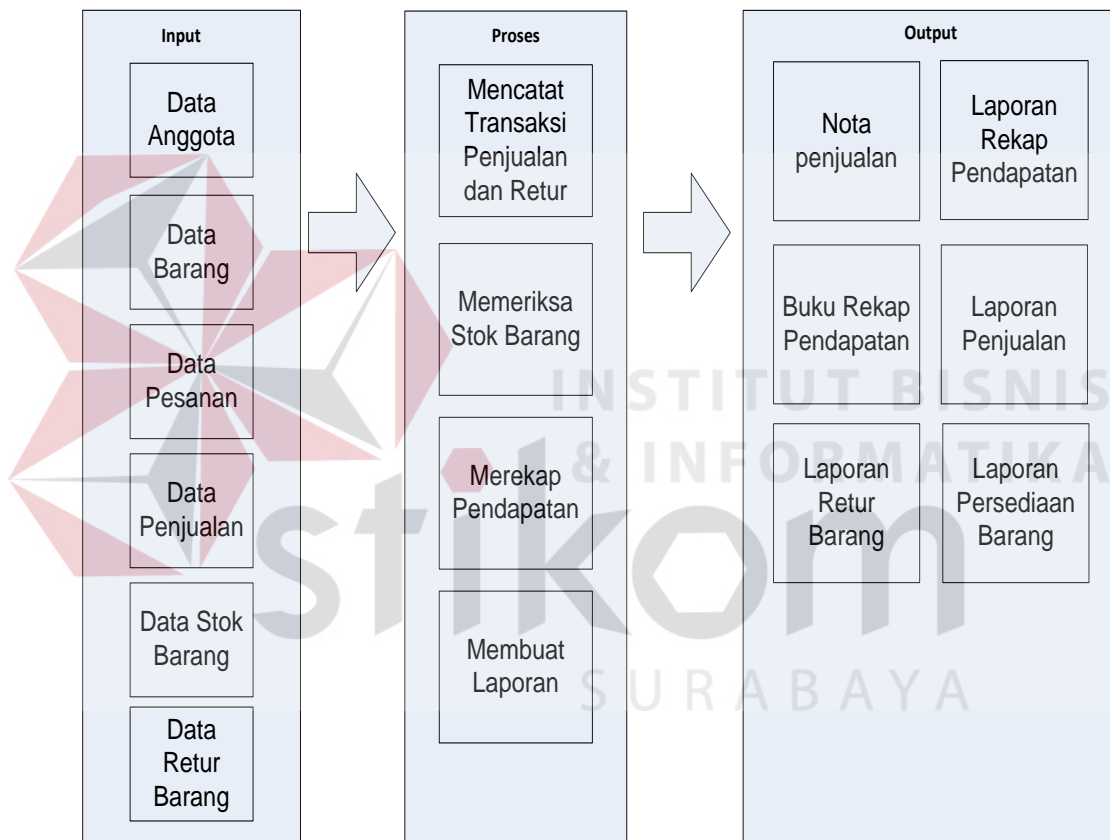 Input
Data
Anggota
Data
Barang
Data
Pesanan
Data
Penjualan
Data Stok
Barang
Data
Retur
Barang
Proses
Mencatat
Transaksi
Penjualan
dan Retur
Memeriksa
Stok Barang
Merekap
Pendapatan
Membuat
Laporan
Output
Nota
penjualan
Laporan
Rekap
Pendapatan
Buku Rekap
Pendapatan
Laporan
Penjualan
Laporan
Retur
Barang
Laporan
Persediaan
Barang
INSTITUT BISNIS
& INFORMATIKA
stikom
SURABAYA